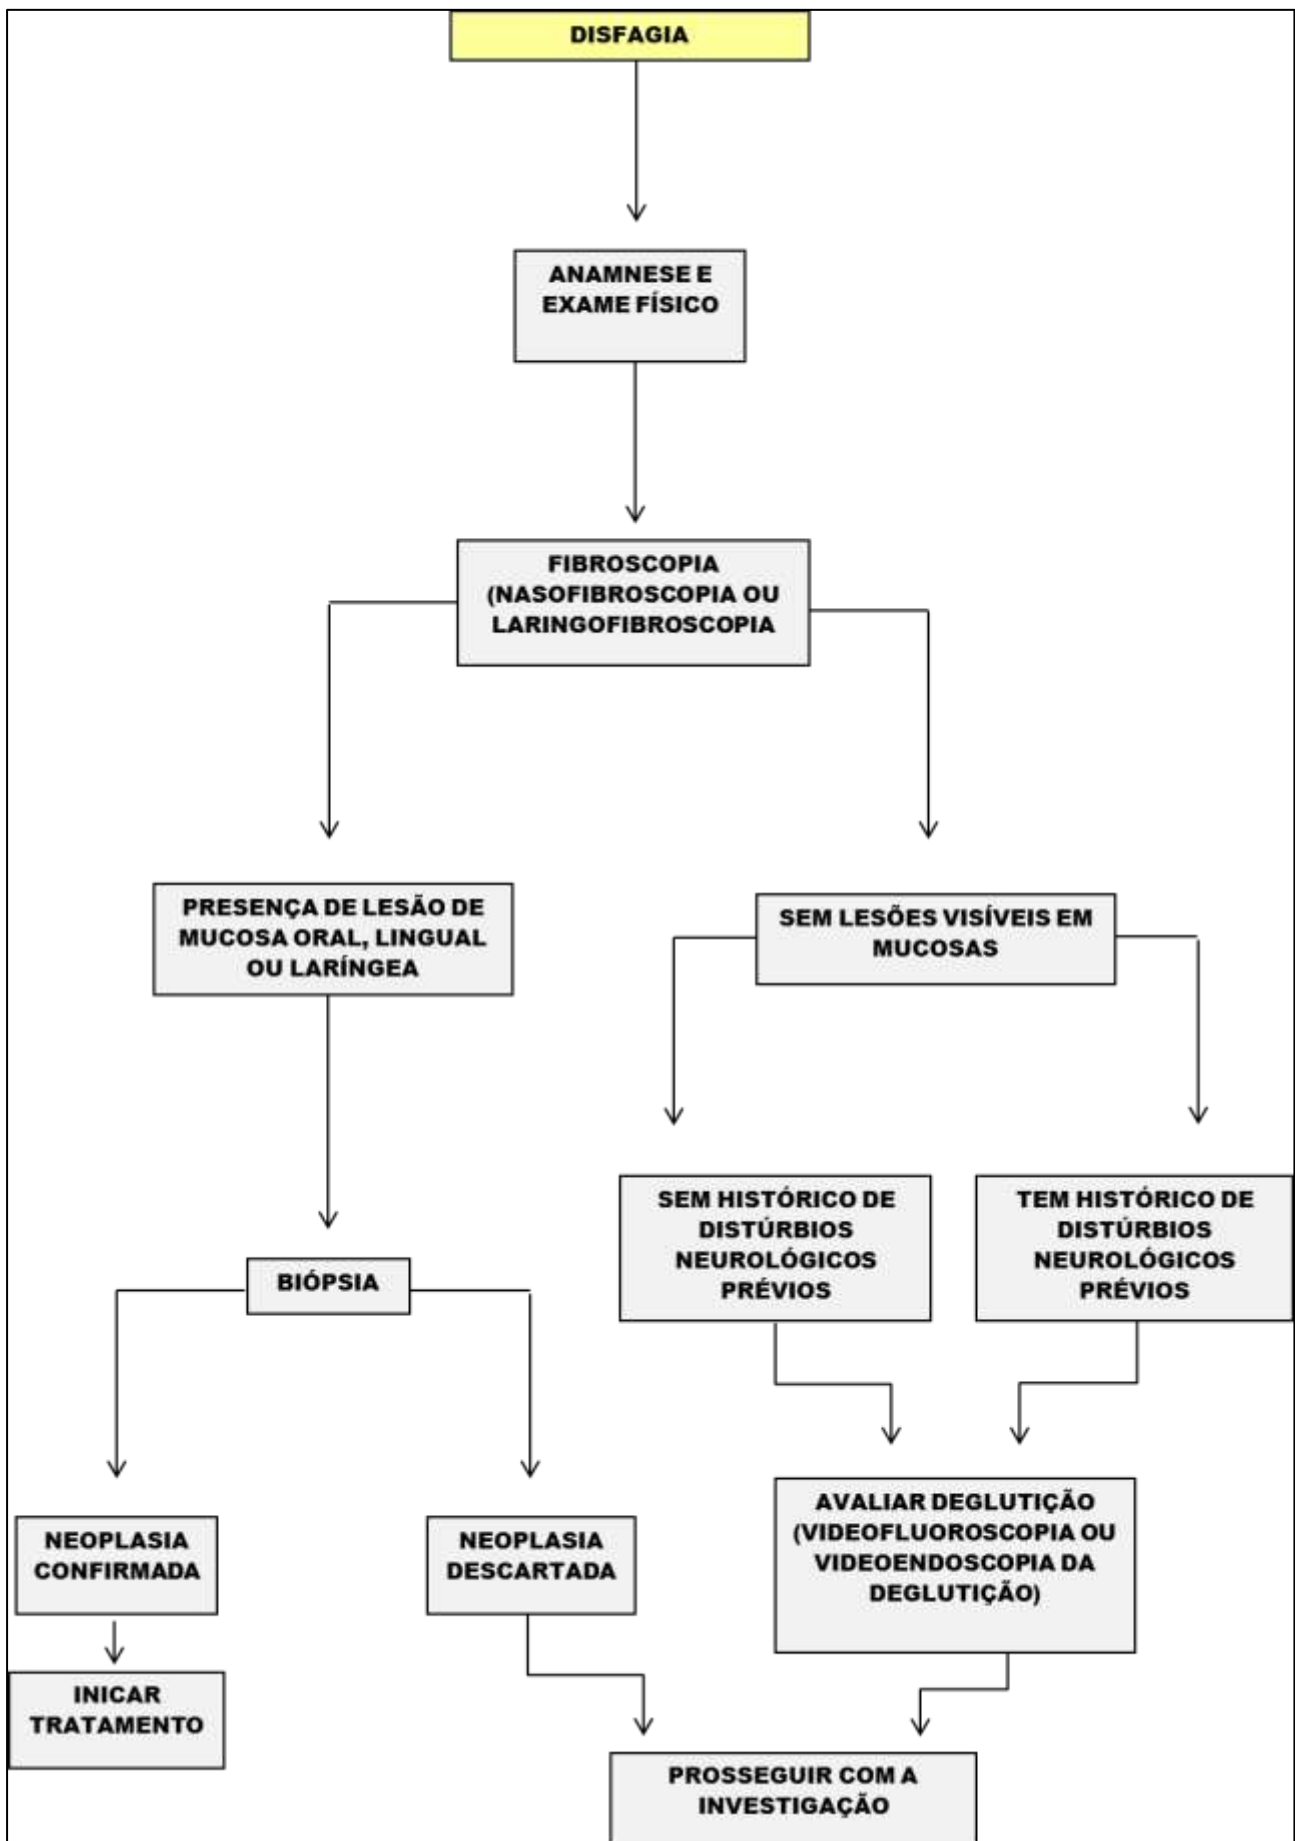 DISFAGIA
ANAMNESE E
EXAME FÍSICO
FIBROSCOPIA
(NASOFIBROSCOPIA OU
LARINGOFIBROSCOPIA
PRESENÇA DE LESÃO DE
MUCOSA ORAL, LINGUAL
OU LARÍNGEA
SEM LESÕES VISÍVEIS EM
MUCOSAS
SEM HISTÓRICO DE
DISTÚRBIOS
NEUROLÓGICOS
PRÉVIOS
TEM HISTÓRICO DE
DISTÚRBIOS
NEUROLÓGICOS
PRÉVIOS
BIÓPSIA
NEOPLASIA
CONFIRMADA
NEOPLASIA
DESCARTADA
AVALIAR DEGLUTIÇÃO
(VIDEOFLUOROSCOPIA OU
VIDEOENDOSCOPIA DA
DEGLUTIÇÃO)
INICAR
TRATAMENTO
PROSSEGUIR COM A
INVESTIGAÇÃO